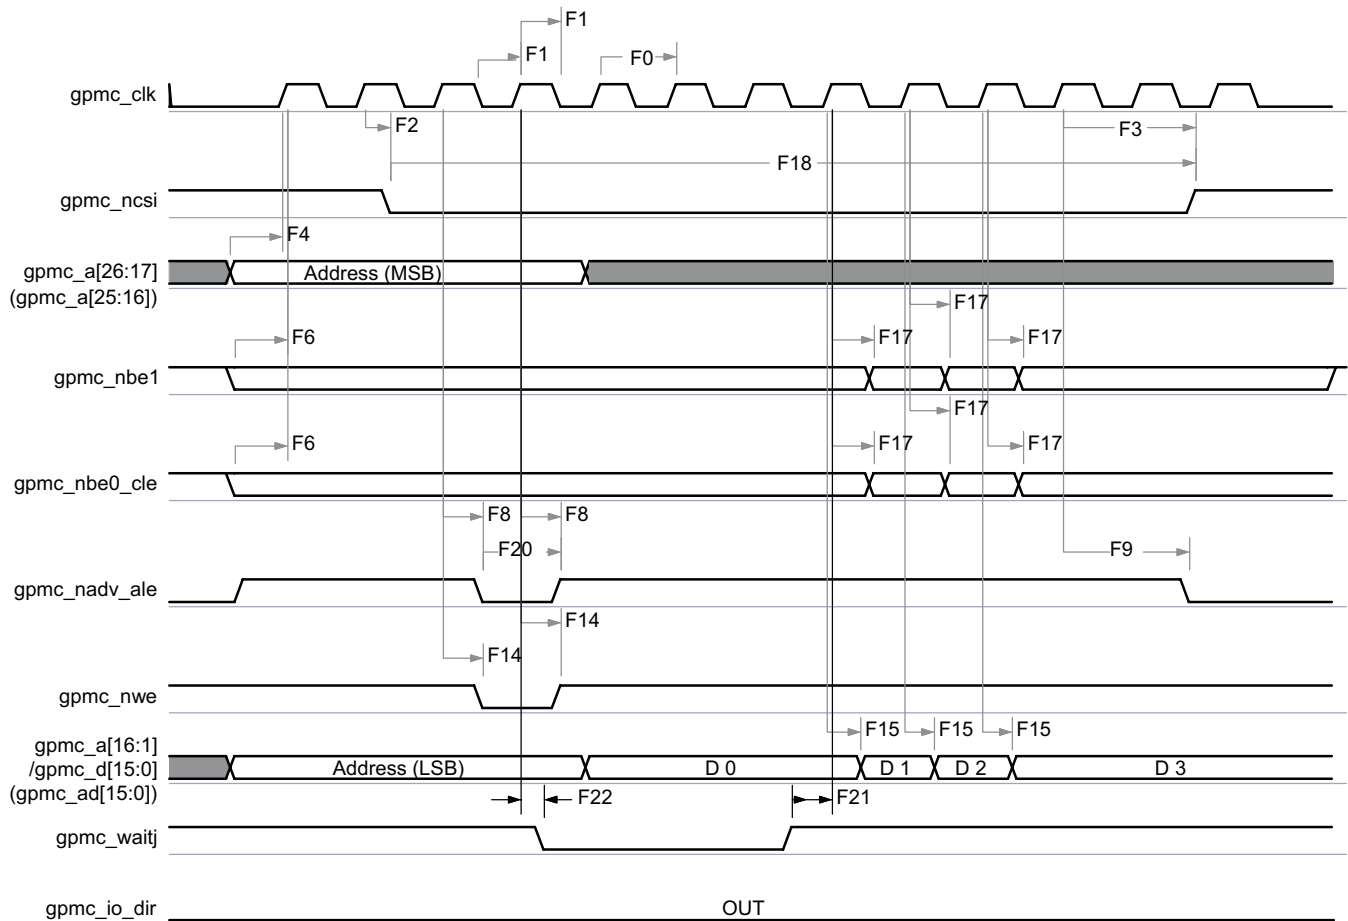 F1
F1
F0
gpmc_clk
F2
F3
F18
gpmc_ncsi
F4
gpmc_a[26:17]
(gpmc_a[25:16])
Address (MSB)
F17
F6
F17
F17
gpmc_nbe1
F17
F6
F17
F17
gpmc_nbe0_cle
F8
F8
F20
F9
gpmc_nadv_ale
F14
F14
gpmc_nwe
F15
F15
F15
gpmc_a[16:1]
/gpmc_d[15:0]
(gpmc_ad[15:0])
Address (LSB)
D 0
D 1
D 2
D 3
F22
F21
gpmc_waitj
gpmc_io_dir
OUT